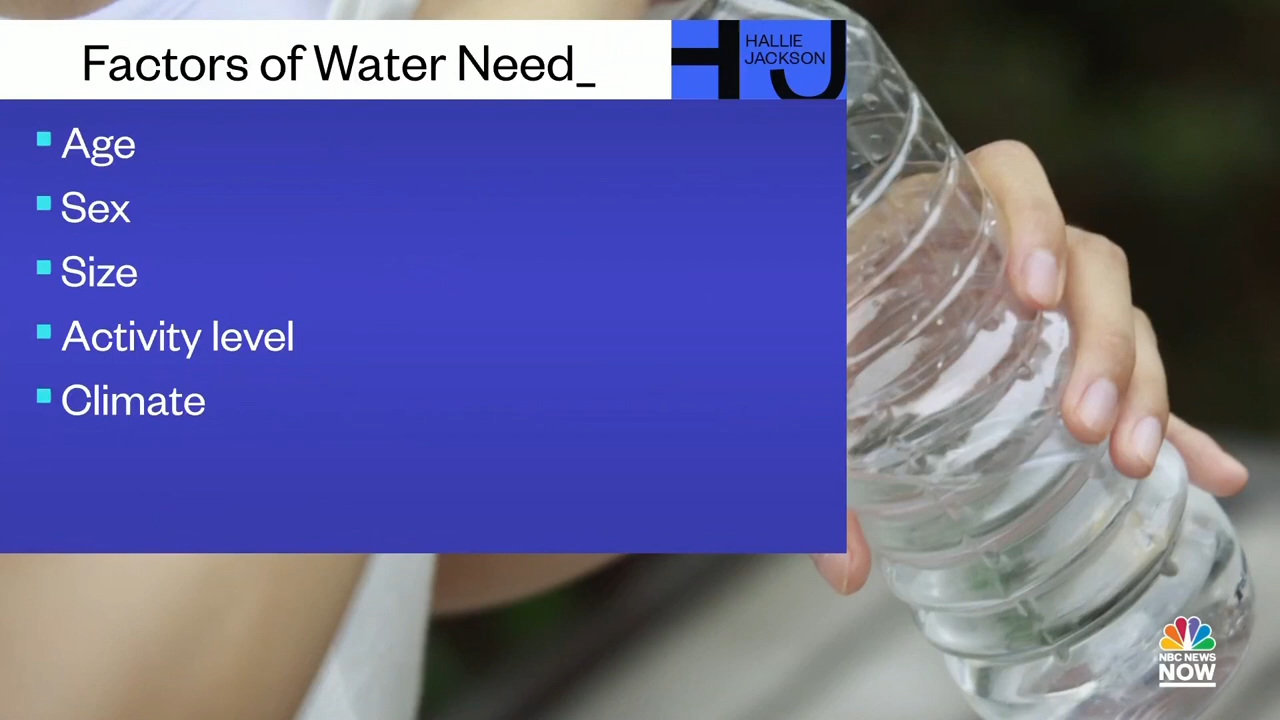 Factors of Water Need_
HALLIE
JACKSON
Age
Sex
Size
Activity level
Climate
NBC NEWS
NOW